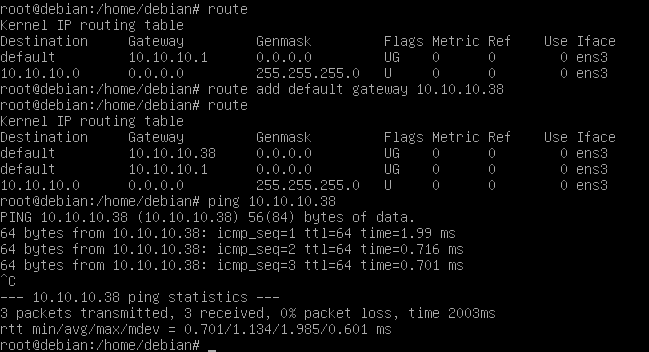 root@debian:/home/debian# route
Kernel IP routing table
Destination     Gateway         Genmask         Flags Metric Ref    Use Iface
default         10.10.10.1      0.0.0.0         UG    0      0        0 ens3
10.10.10.0      0.0.0.0         255.255.255.0   U     0      0        0 ens3
root@debian:/home/debian# route add default gateway 10.10.10.38
root@debian:/home/debian# route
Kernel IP routing table
Destination     Gateway         Genmask         Flags Metric Ref    Use Iface
default         10.10.10.38     0.0.0.0         UG    0      0        0 ens3
default         10.10.10.1      0.0.0.0         UG    0      0        0 ens3
10.10.10.0      0.0.0.0         255.255.255.0   U     0      0        0 ens3
root@debian:/home/debian# ping 10.10.10.38
PING 10.10.10.38 (10.10.10.38) 56(84) bytes of data.
64 bytes from 10.10.10.38: icmp_seq=1 ttl=64 time=1.99 ms
64 bytes from 10.10.10.38: icmp_seq=2 ttl=64 time=0.716 ms
64 bytes from 10.10.10.38: icmp_seq=3 ttl=64 time=0.701 ms
^C
--- 10.10.10.38 ping statistics ---
3 packets transmitted, 3 received, 0% packet loss, time 2003ms
rtt min/avg/max/mdev = 0.701/1.134/1.985/0.601 ms
root@debian:/home/debian# _